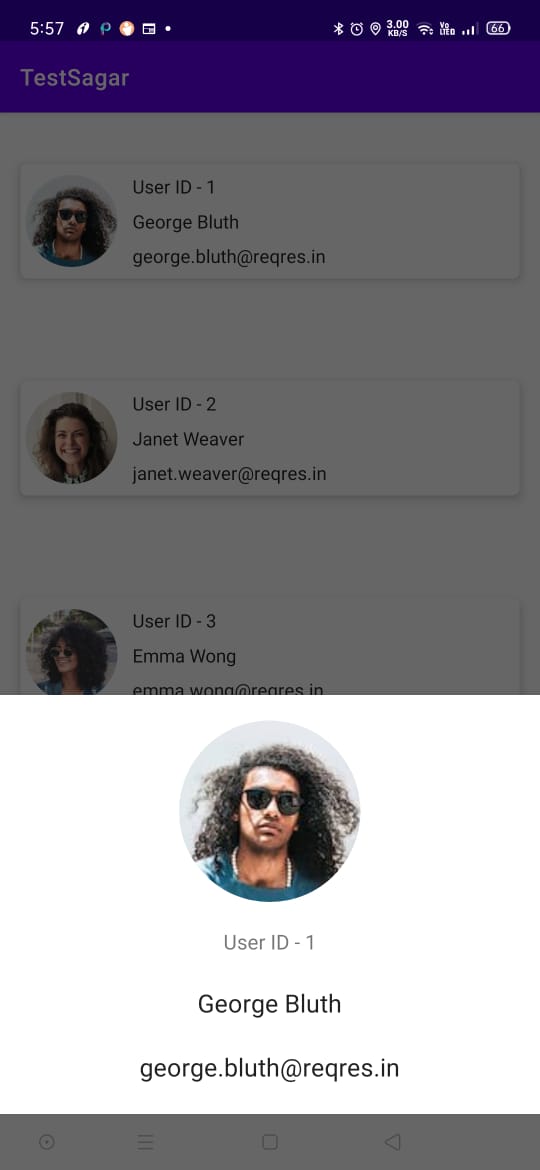 5:57
3.00
KB/S
Vo
LTED
66
TestSagar
User ID - 1
George Bluth
george.bluth@reqres.in
User ID - 2
Janet Weaver
janet.weaver@reqres.in
User ID - 3
Emma Wong
emma.wong@reqres.in
User ID - 1
George Bluth
george.bluth@reqres.in